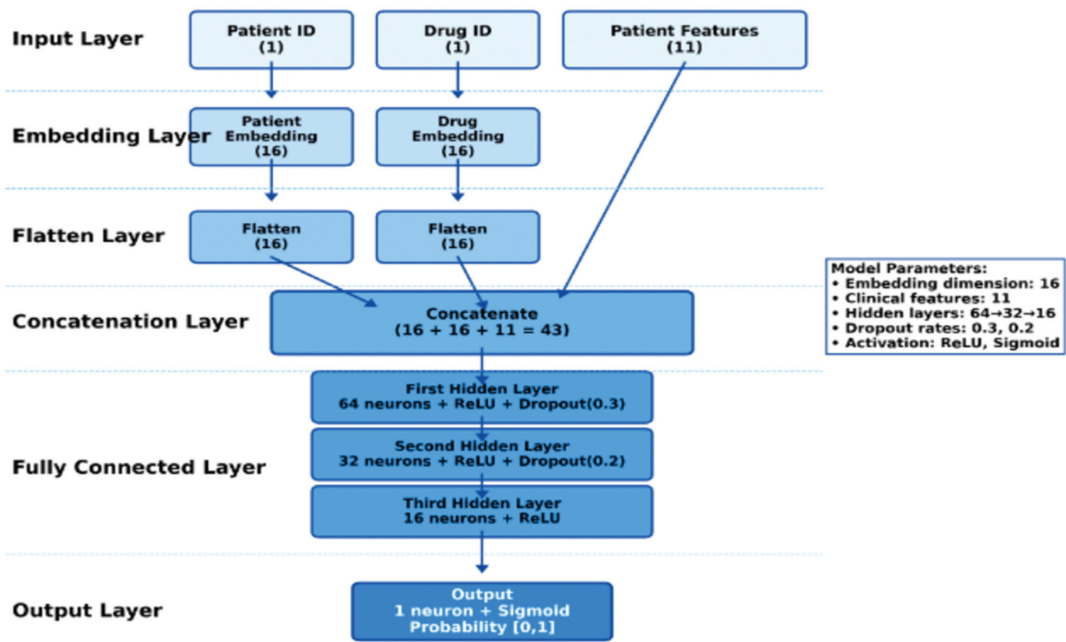 Input Layer
Patient ID
(1)
Drug ID
(1)
Patient Features
(11)
Embedding Layer
Patient
Embedding
(16)
Drug
Embedding
(16)
Flatten Layer
Flatten
(16)
Flatten
(16)
Concatenation Layer
Concatenate
(16 + 16 + 11 = 43)
Model Parameters:
• Embedding dimension: 16
• Clinical features: 11
• Hidden layers: 64→32→16
• Dropout rates: 0.3, 0.2
• Activation: ReLU, Sigmoid
Fully Connected Layer
First Hidden Layer
64 neurons + ReLU + Dropout(0.3)
Second Hidden Layer
32 neurons + ReLU + Dropout(0.2)
Third Hidden Layer
16 neurons + ReLU
Output Layer
Output
1 neuron + Sigmoid
Probability [0,1]